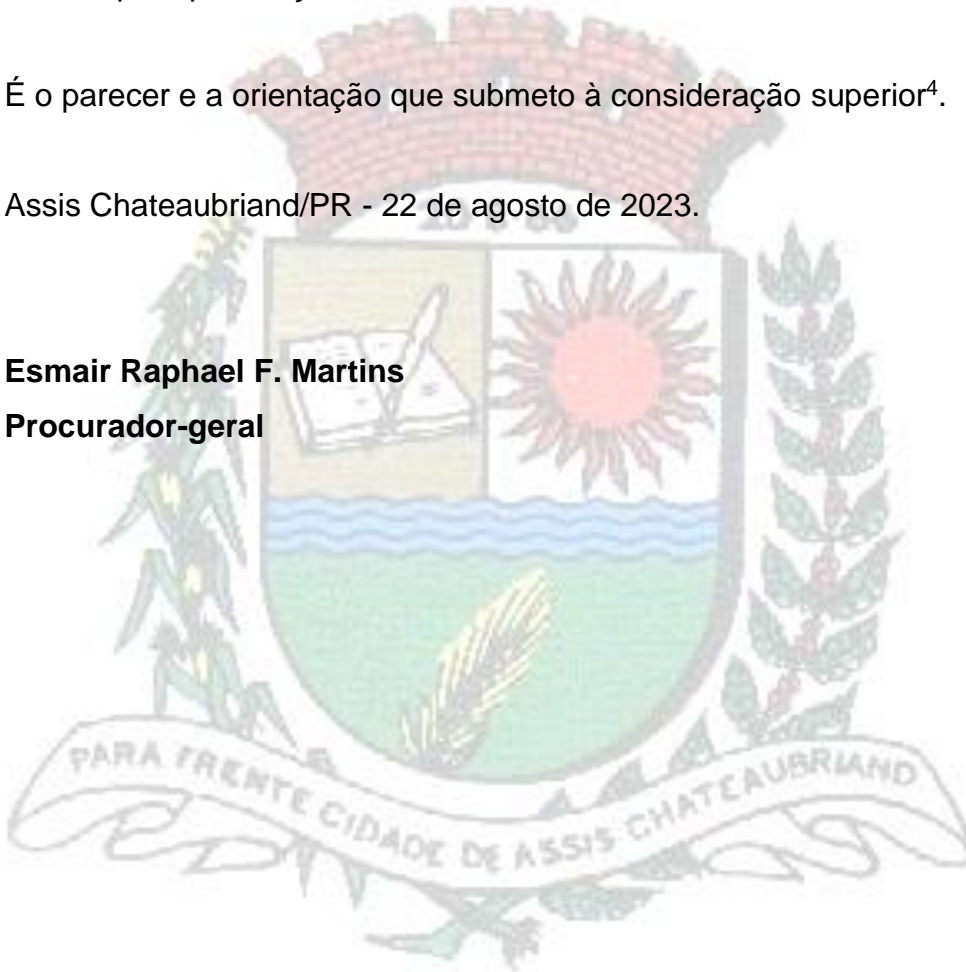 É o parecer e a orientação que submeto à consideração superior⁴.
Assis Chateaubriand/PR - 22 de agosto de 2023.
Esmair Raphael F. Martins
Procurador-geral
PARA FRENTE CIDADE DE ASSIS CHATEAUBRIAND